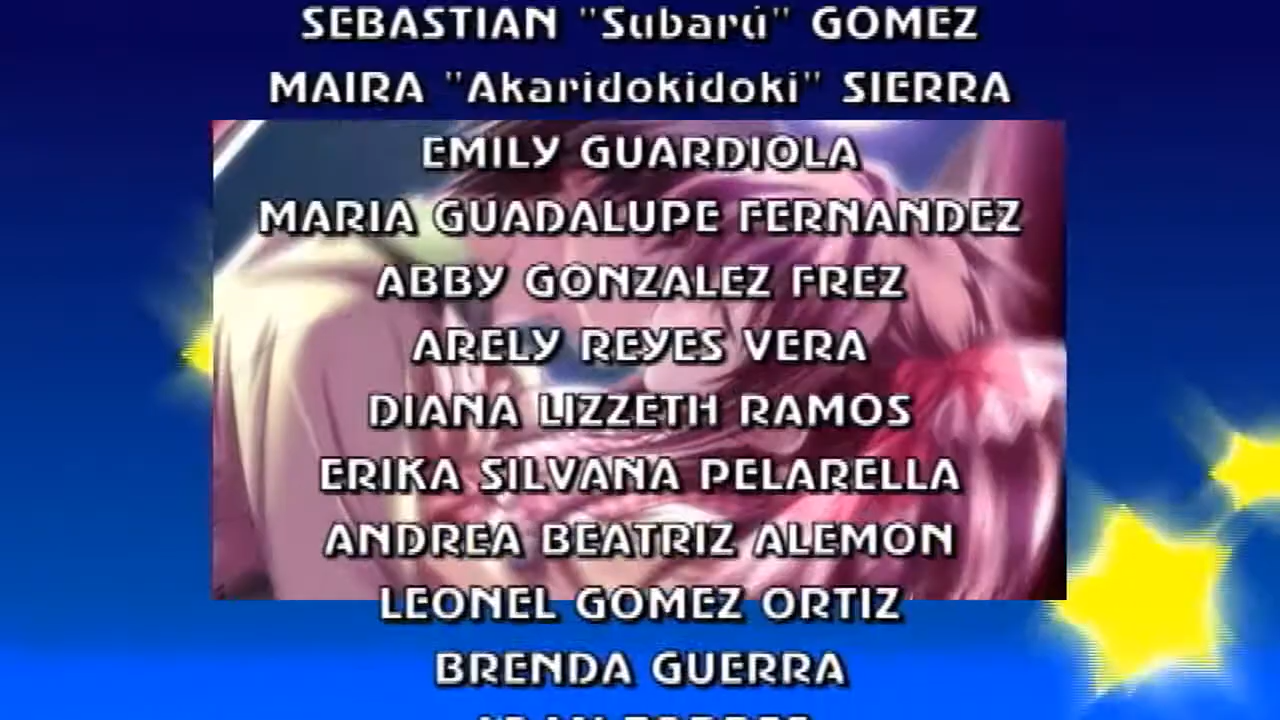 SEBASTIAN "Subarú" GOMEZ
MAIRA "Akaridokidoki" SIERRA
EMILY GUARDIOLA
MARIA GUADALUPE FERNANDEZ
ABBY GONZALEZ FREZ
ARELY REYES VERA
DIANA LIZZETH RAMOS
ERIKA SILVANA PELARELLA
ANDREA BEATRIZ ALEMON
LEONEL GOMEZ ORTIZ
BRENDA GUERRA